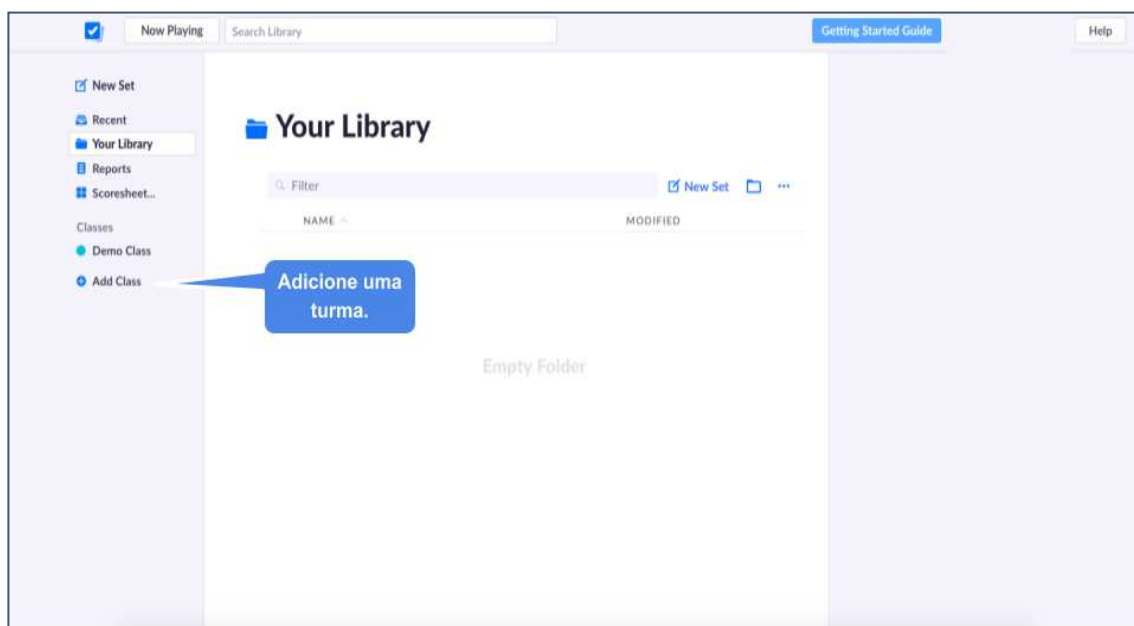 Now Playing
Search Library
Getting Started Guide
Help
New Set
Recent
Your Library
Reports
Scoresheet...
Classes
Demo Class
Add Class
Your Library
Filter
New Set
NAME
MODIFIED
Adicione uma
turma.
Empty Folder